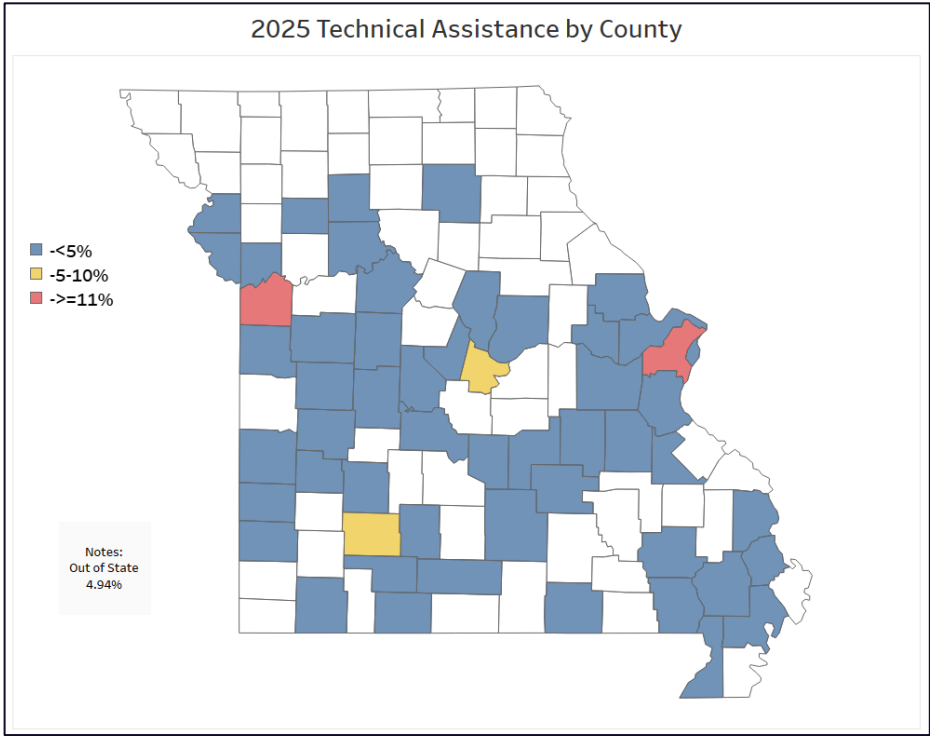 2025 Technical Assistance by County
-<5%
-5-10%
->=11%
Notes:
Out of State
4.94%